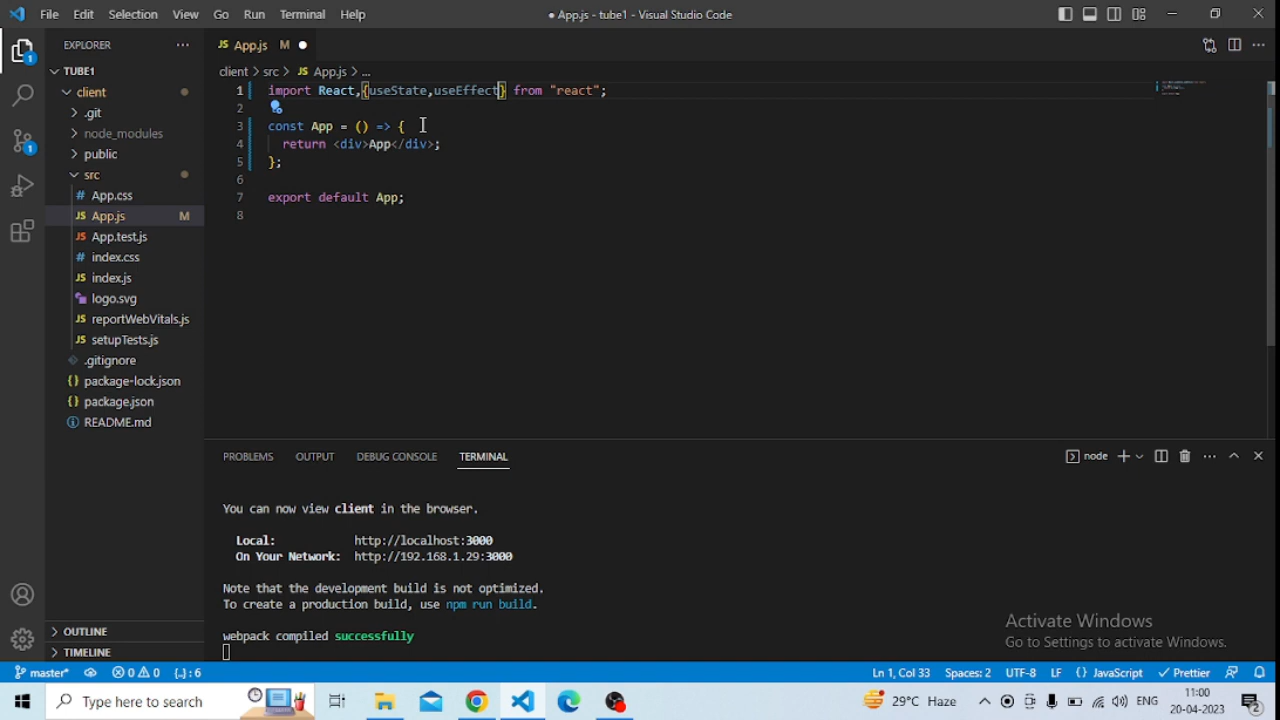 File Edit Selection View Go Run Terminal Help
● App.js - tube1 - Visual Studio Code
EXPLORER
TUBE1
client
.git
node_modules
public
src
# App.css
JS App.js M
JS App.test.js
# index.css
JS index.js
logo.svg
JS reportWebVitals.js
JS setupTests.js
.gitignore
{} package-lock.json
{} package.json
README.md
OUTLINE
TIMELINE
1
1
JS App.js M ●
client > src > JS App.js > ...
1 import React,{useState,useEffect} from "react";
2
3 const App = () => {
4 return <div>App</div>;
5 };
6
7 export default App;
8
PROBLEMS OUTPUT DEBUG CONSOLE TERMINAL
node
You can now view client in the browser.
Local: http://localhost:3000
On Your Network: http://192.168.1.29:3000
Note that the development build is not optimized.
To create a production build, use npm run build.
webpack compiled successfully
Activate Windows
Go to Settings to activate Windows.
master* 0 0 {..}: 6
Ln 1, Col 33 Spaces: 2 UTF-8 LF {} JavaScript Prettier
Type here to search
29°C Haze
ENG
11:00
20-04-2023
2